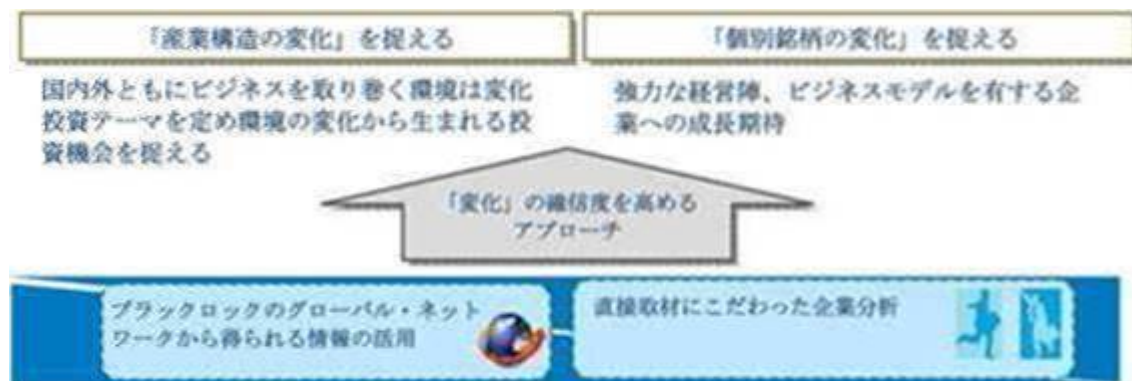 「産業構造の変化」を捉える
国内外ともにビジネスを取り巻く環境は変化
投資テーマを定め環境の変化から生まれる投
資機会を捉える
「個別銘柄の変化」を捉える
強力な経営陣、ビジネスモデルを有する企
業への成長期待
「変化」の確信度を高める
アプローチ
ブラックロックのグローバル・ネット
ワークから得られる情報の活用
直接取材にこだわった企業分析